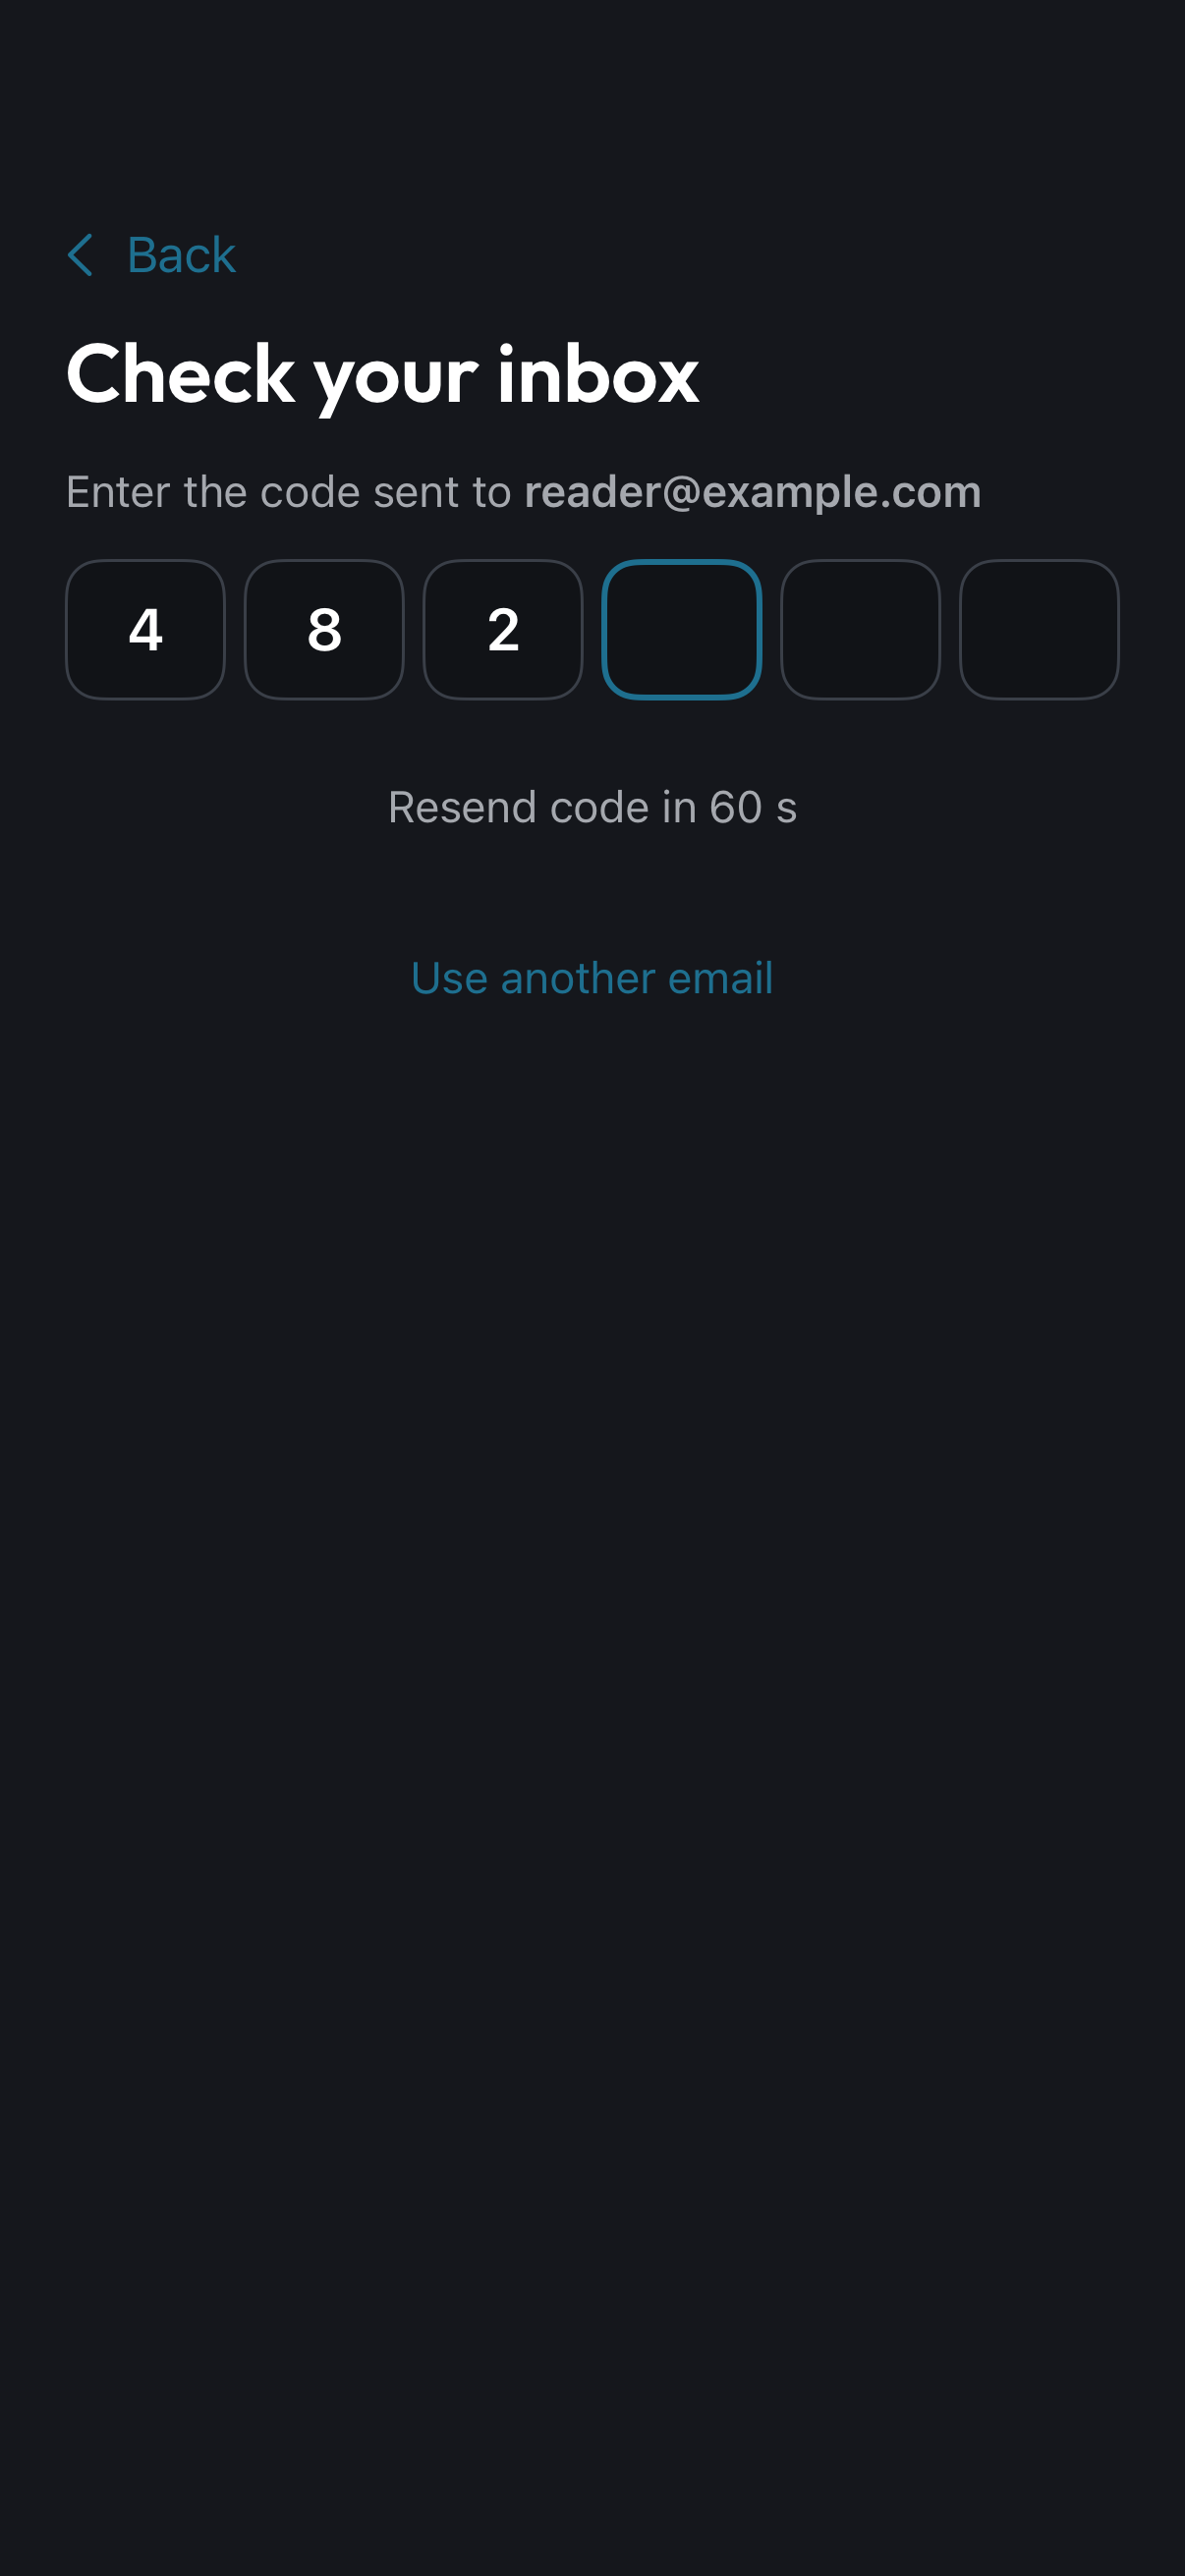 Back
Check your inbox
Enter the code sent to reader@example.com
4 8 2
Resend code in 60 s
Use another email